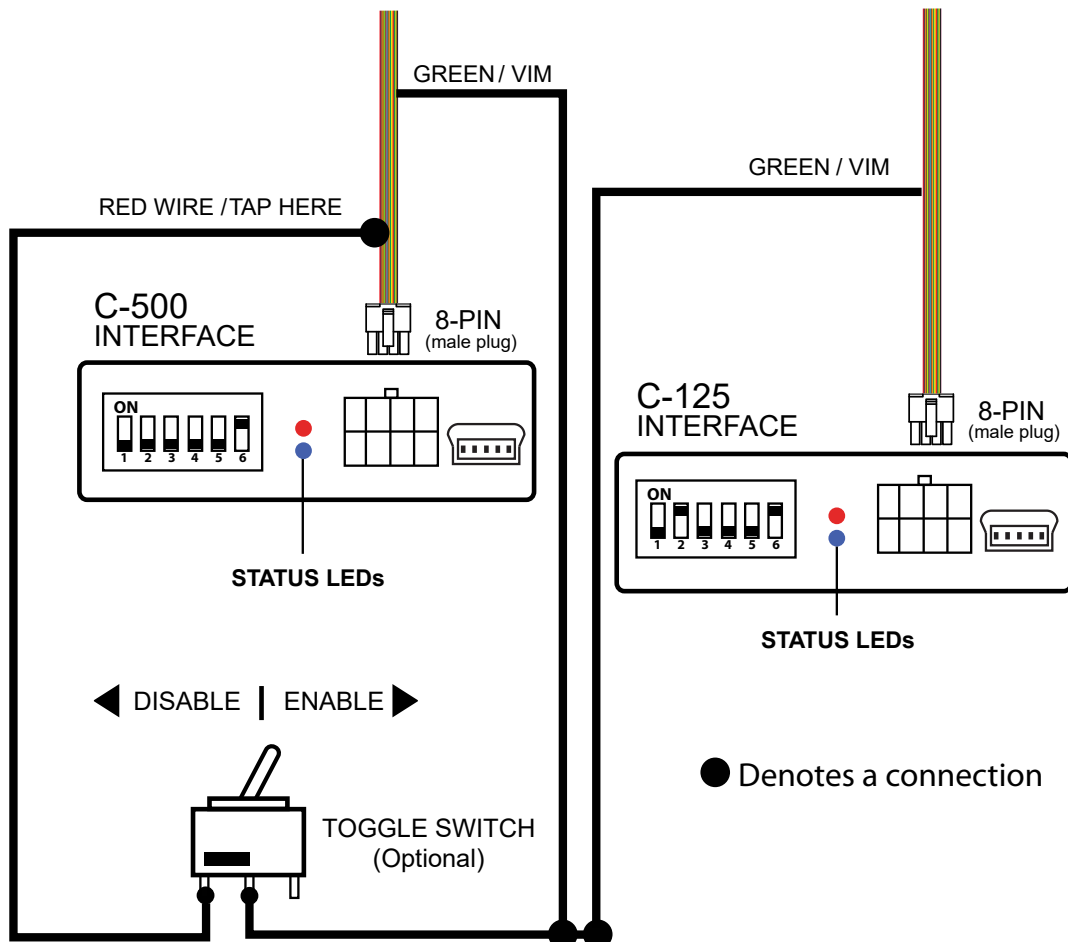 GREEN / VIM
GREEN / VIM
RED WIRE / TAP HERE
C-500
INTERFACE
8-PIN
(male plug)
ON
1 2 3 4 5 6
STATUS LEDs
C-125
INTERFACE
8-PIN
(male plug)
ON
1 2 3 4 5 6
STATUS LEDs
DISABLE | ENABLE
TOGGLE SWITCH
(Optional)
Denotes a connection